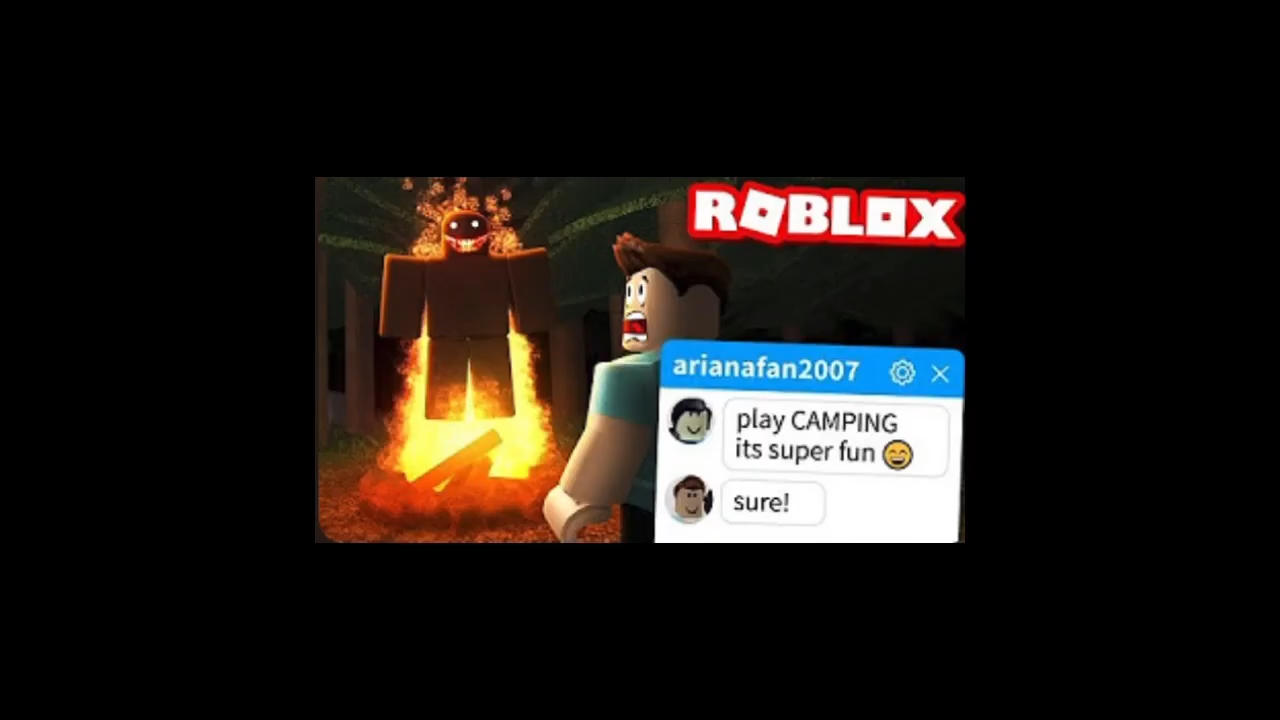 ROBLOX
arianafan2007
play CAMPING
its super fun 😄
sure!